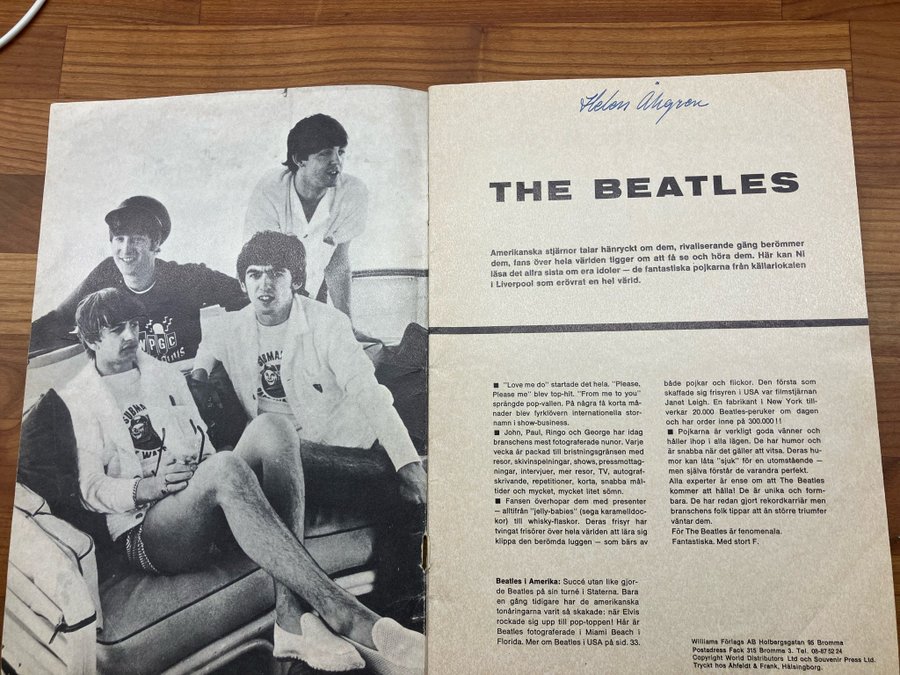 Helen Ahgren
THE BEATLES
Amerikanska stjärnor talar hänryckt om dem, rivaliserande gäng berömmer
dem, fans över hela världen tigger om att få se och höra dem. Här kan Ni
läsa det allra sista om era idoler — de fantastiska pojkarna från källarlokalen
i Liverpool som erövrat en hel värld.
■ "Love me do" startade det hela. "Please,
Please me" blev top-hit. "From me to you"
sprängde pop-vallen. På några få korta må-
nader blev fyrklövern internationella stor-
namn i show-business.
■ John, Paul, Ringo och George har idag
branschens mest fotograferade nunor. Varje
vecka är packad till bristningsgränsen med
resor, skivinspelningar, shows, pressmottag-
ningar, intervjuer, mer resor, TV, autograf-
skrivande, repetitioner, korta, snabba mål-
tider och mycket, mycket litet sömn.
■ Fansen överhopar dem med presenter
— alltifrån "jelly-babies" (sega karamelldoc-
kor) till whisky-flaskor. Deras frisyr har
tvingat frisörer över hela världen att lära sig
klippa den berömda luggen — som bärs av
både pojkar och flickor. Den första som
skaffade sig frisyren i USA var filmstjärnan
Janet Leigh. En fabrikant i New York till-
verkar 20.000 Beatles-peruker om dagen
och har order inne på 300.000!!
■ Pojkarna är verkligt goda vänner och
håller ihop i alla lägen. De har humor och
är snabba när det gäller att vitsa. Deras hu-
mor kan låta "sjuk" för en utomstående —
men själva förstår de varandra perfekt.
Alla experter är ense om att The Beatles
kommer att hålla! De är unika och form-
bara. De har redan gjort rekordkarriär men
branschens folk tippar att än större triumfer
väntar dem.
För The Beatles är fenomenala.
Fantastiska. Med stort F.
Beatles i Amerika: Succé utan like gjor-
de Beatles på sin turné i Staterna. Bara
en gång tidigare har de amerikanska
tonåringarna varit så skakade: när Elvis
rockade sig upp till pop-toppen! Här är
Beatles fotograferade i Miami Beach i
Florida. Mer om Beatles i USA på sid. 33.
Williams Förlags AB Holbergsgatan 95 Bromma
Postadress Fack 315 Bromma 3. Tel. 08-87 52 24
Copyright World Distributors Ltd och Souvenir Press Ltd.
Tryckt hos Ahfeldt & Frank, Hälsingborg.
WPGC